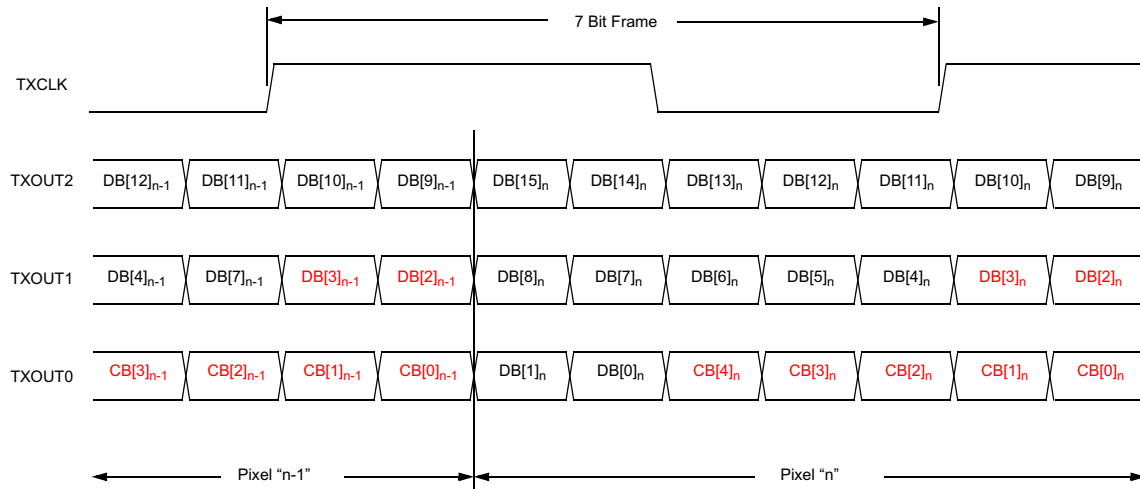 7 Bit Frame
TXCLK
TXOUT2 DB[12]n-1 DB[11]n-1 DB[10]n-1 DB[9]n-1 DB[15]n DB[14]n DB[13]n DB[12]n DB[11]n DB[10]n DB[9]n
TXOUT1 DB[4]n-1 DB[7]n-1 DB[3]n-1 DB[2]n-1 DB[8]n DB[7]n DB[6]n DB[5]n DB[4]n DB[3]n DB[2]n
TXOUT0 CB[3]n-1 CB[2]n-1 CB[1]n-1 CB[0]n-1 DB[1]n DB[0]n CB[4]n CB[3]n CB[2]n CB[1]n CB[0]n
Pixel “n-1” Pixel “n”